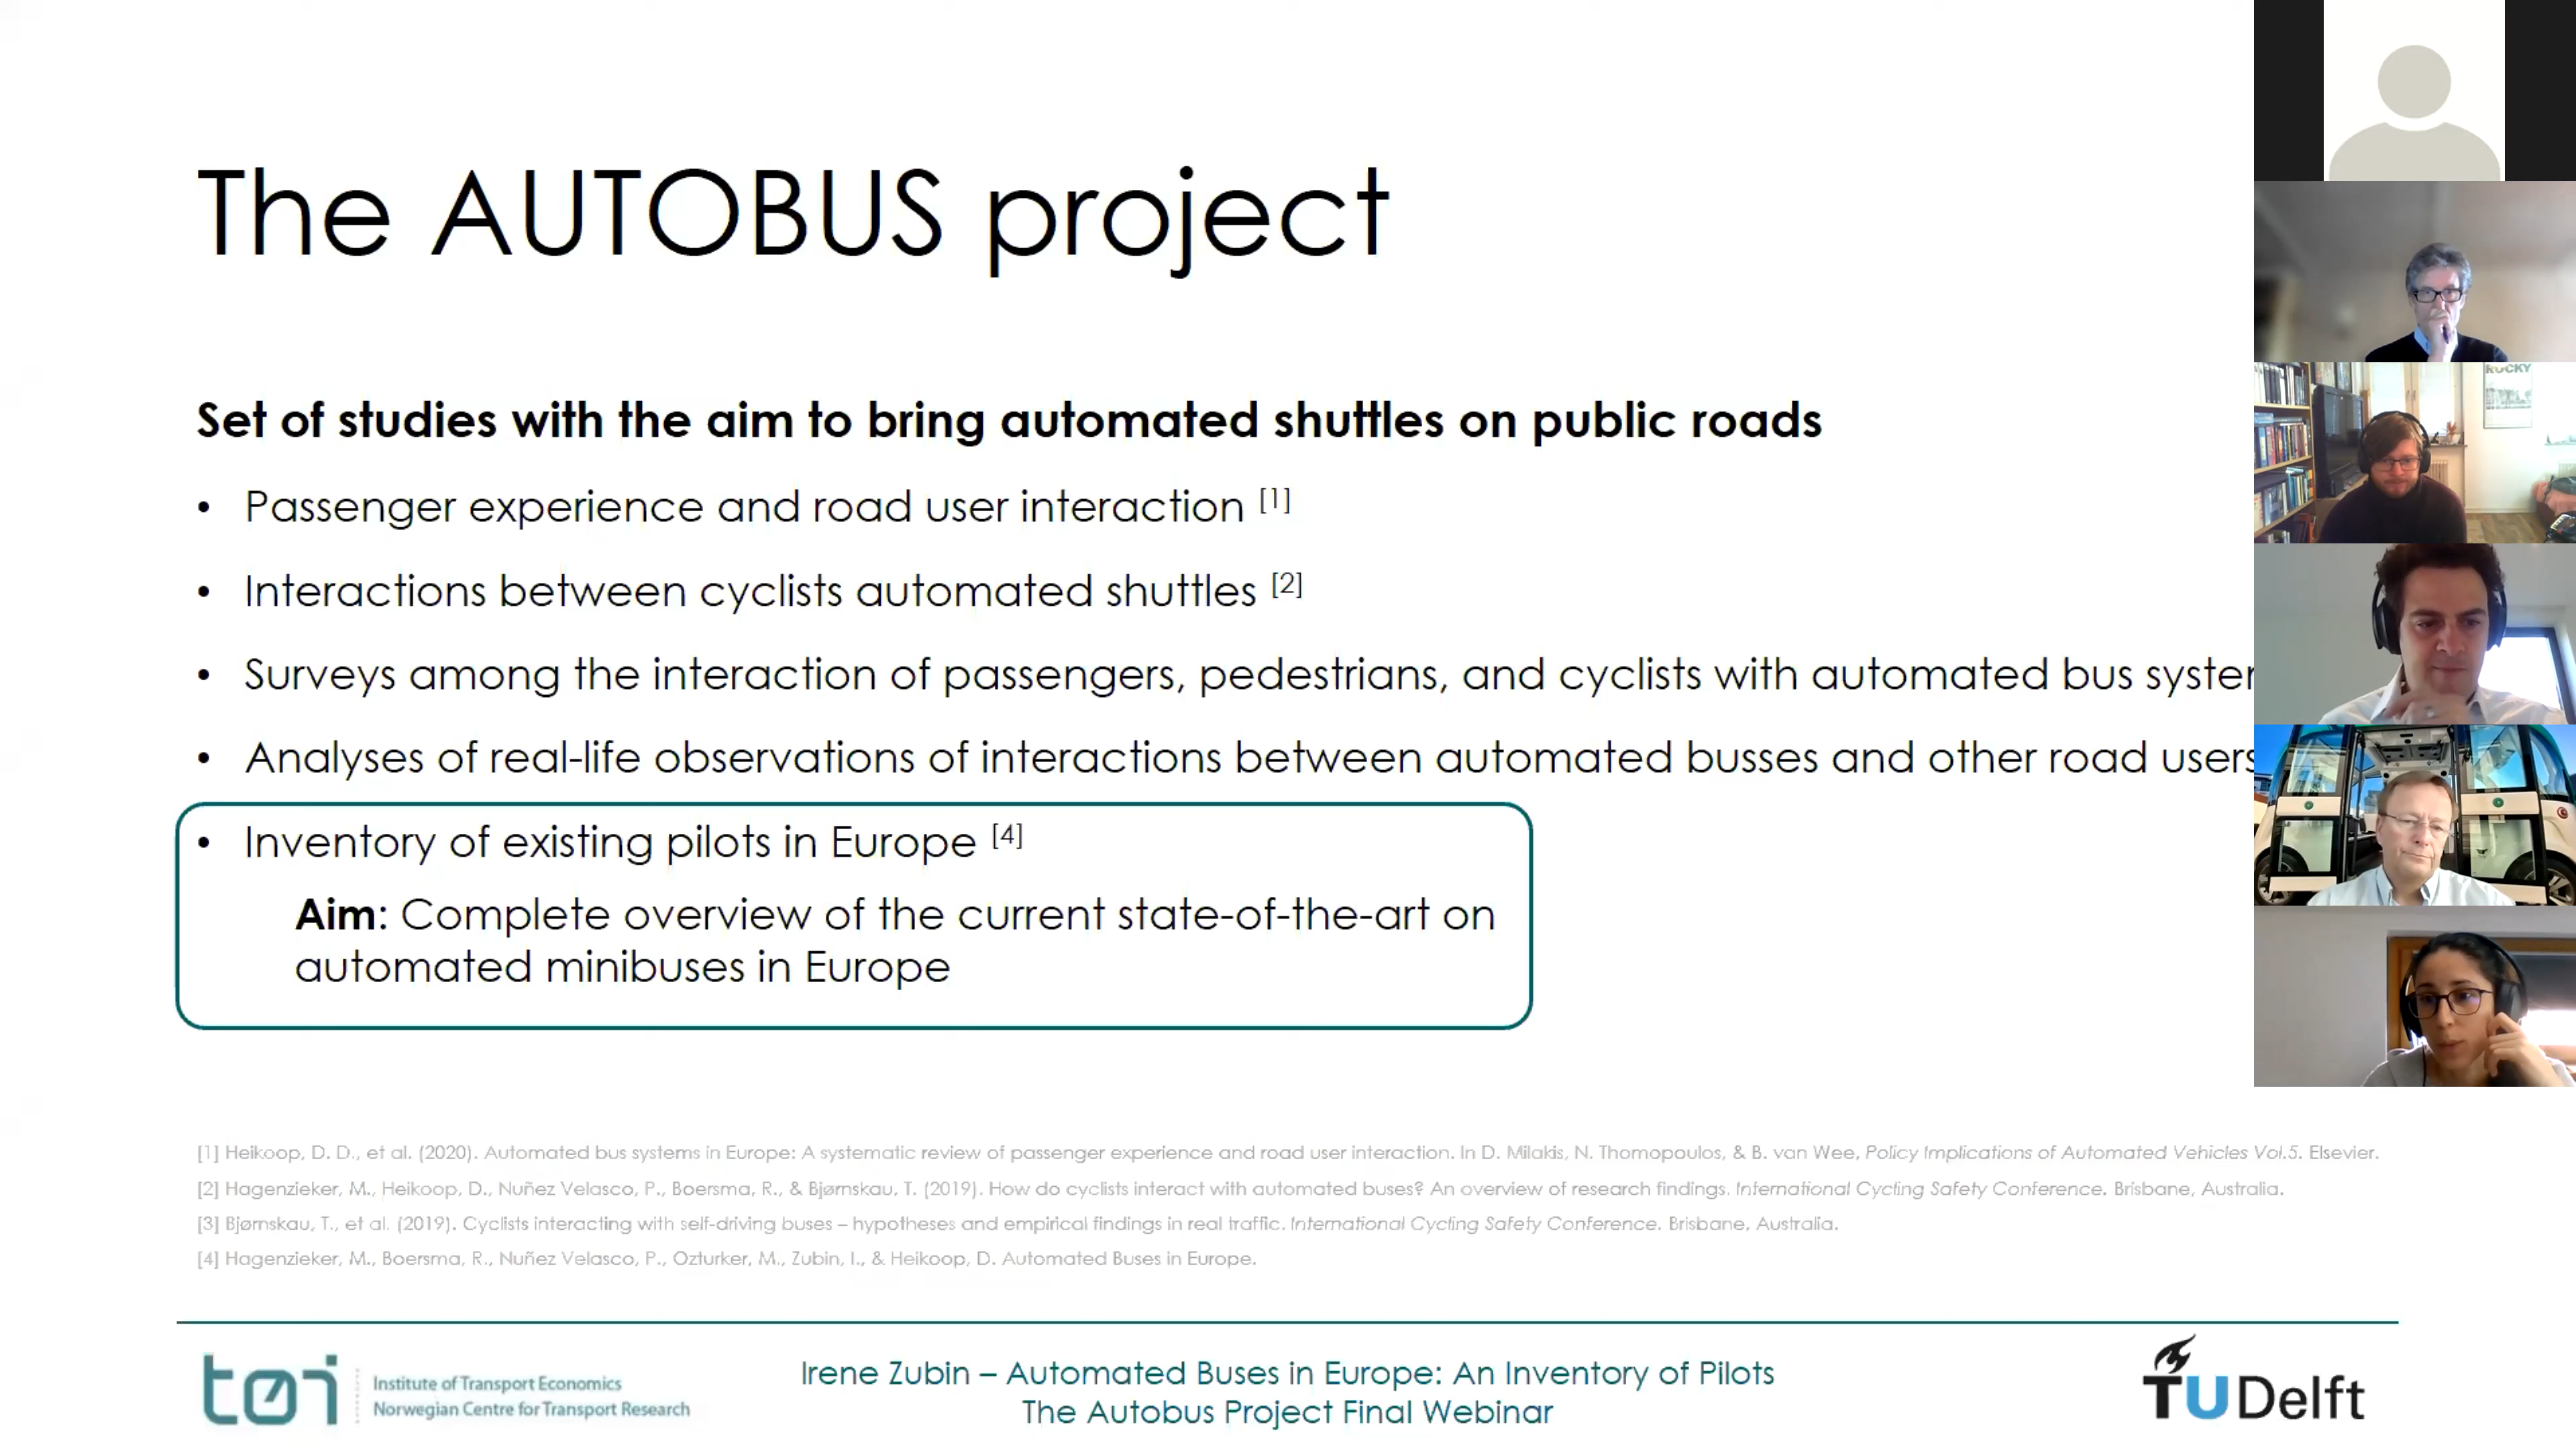 The AUTOBUS project
Set of studies with the aim to bring automated shuttles on public roads
• Passenger experience and road user interaction [1]
• Interactions between cyclists automated shuttles [2]
• Surveys among the interaction of passengers, pedestrians, and cyclists with automated bus
• Analyses of real-life observations of interactions between automated busses and other road users
• Inventory of existing pilots in Europe [4]
Aim: Complete overview of the current state-of-the-art on
automated minibuses in Europe
ROCKY
[1] Heikoop, D. D., et al. (2020). Automated bus systems in Europe: A systematic review of passenger experience and road user interaction. In D. Milakis, N. Thomopoulos, & B. van Wee, Policy Implications of Automated Vehicles Vol.5. Elsevier.
[2] Hagenzieker, M., Heikoop, D., Nuñez Velasco, P., Boersma, R., & Bjørnskau, T. (2019). How do cyclists interact with automated buses? An overview of research findings. International Cycling Safety Conference. Brisbane, Australia.
[3] Bjørnskau, T., et al. (2019). Cyclists interacting with self-driving buses – hypotheses and empirical findings in real traffic. International Cycling Safety Conference. Brisbane, Australia.
[4] Hagenzieker, M., Boersma, R., Nuñez Velasco, P., Ozturker, M., Zubin, I., & Heikoop, D. Automated Buses in Europe.
tøi
Institute of Transport Economics
Norwegian Centre for Transport Research
Irene Zubin – Automated Buses in Europe: An Inventory of Pilots
The Autobus Project Final Webinar
TUDelft